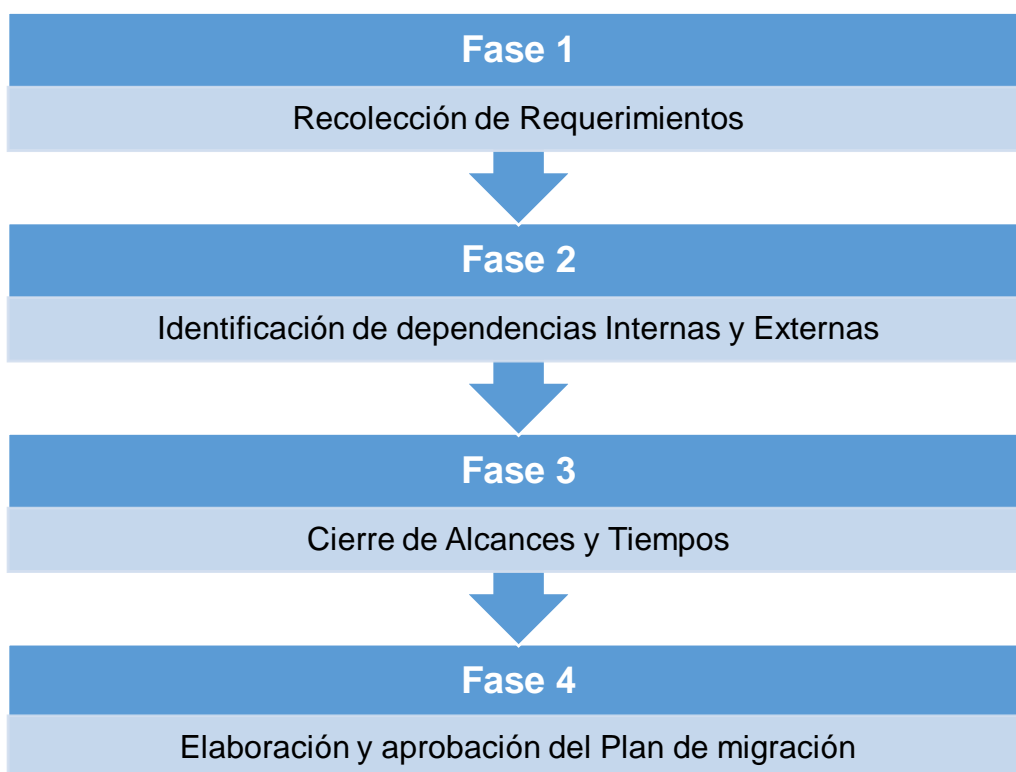 Fase 1
Recolección de Requerimientos
Fase 2
Identificación de dependencias Internas y Externas
Fase 3
Cierre de Alcances y Tiempos
Fase 4
Elaboración y aprobación del Plan de migración